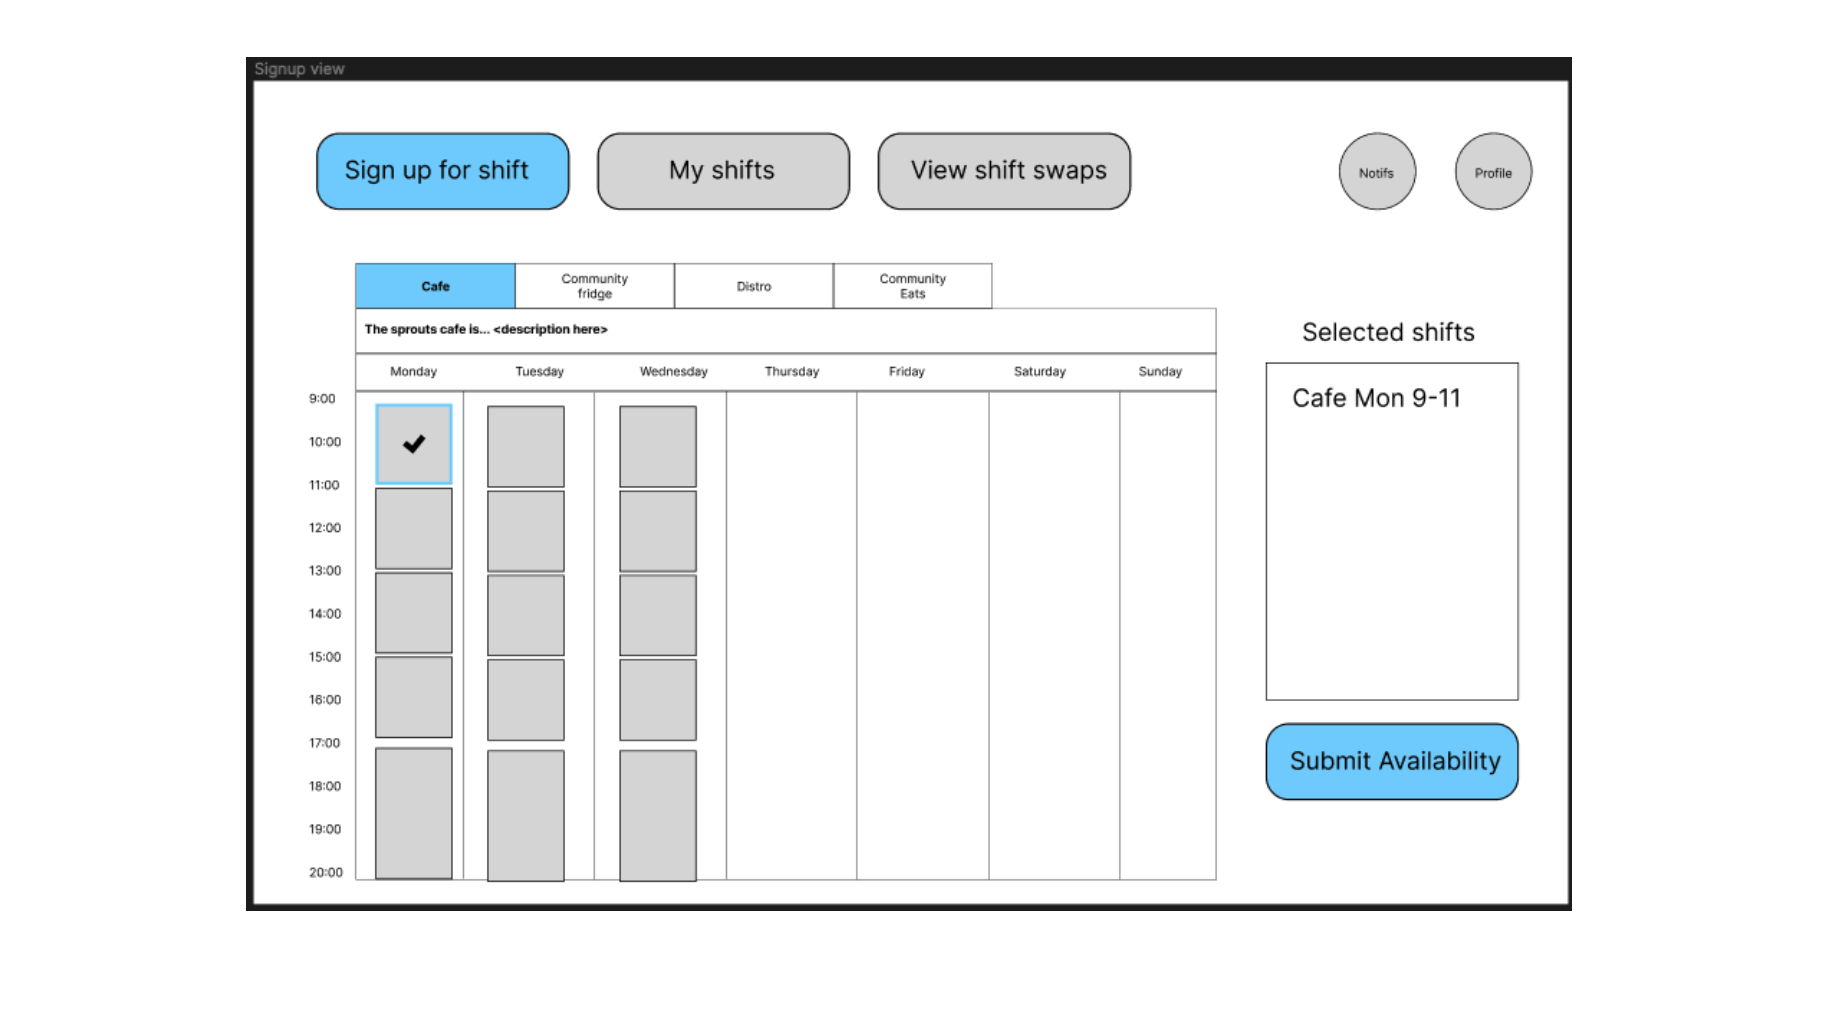 Signup view
Sign up for shift
My shifts
View shift swaps
Notifs
Profile
Cafe
Community
fridge
Distro
Community
Eats
The sprouts cafe is... <description here>
Monday
Tuesday
Wednesday
Thursday
Friday
Saturday
Sunday
9:00
10:00
11:00
12:00
13:00
14:00
15:00
16:00
17:00
18:00
19:00
20:00
Selected shifts
Cafe Mon 9-11
Submit Availability